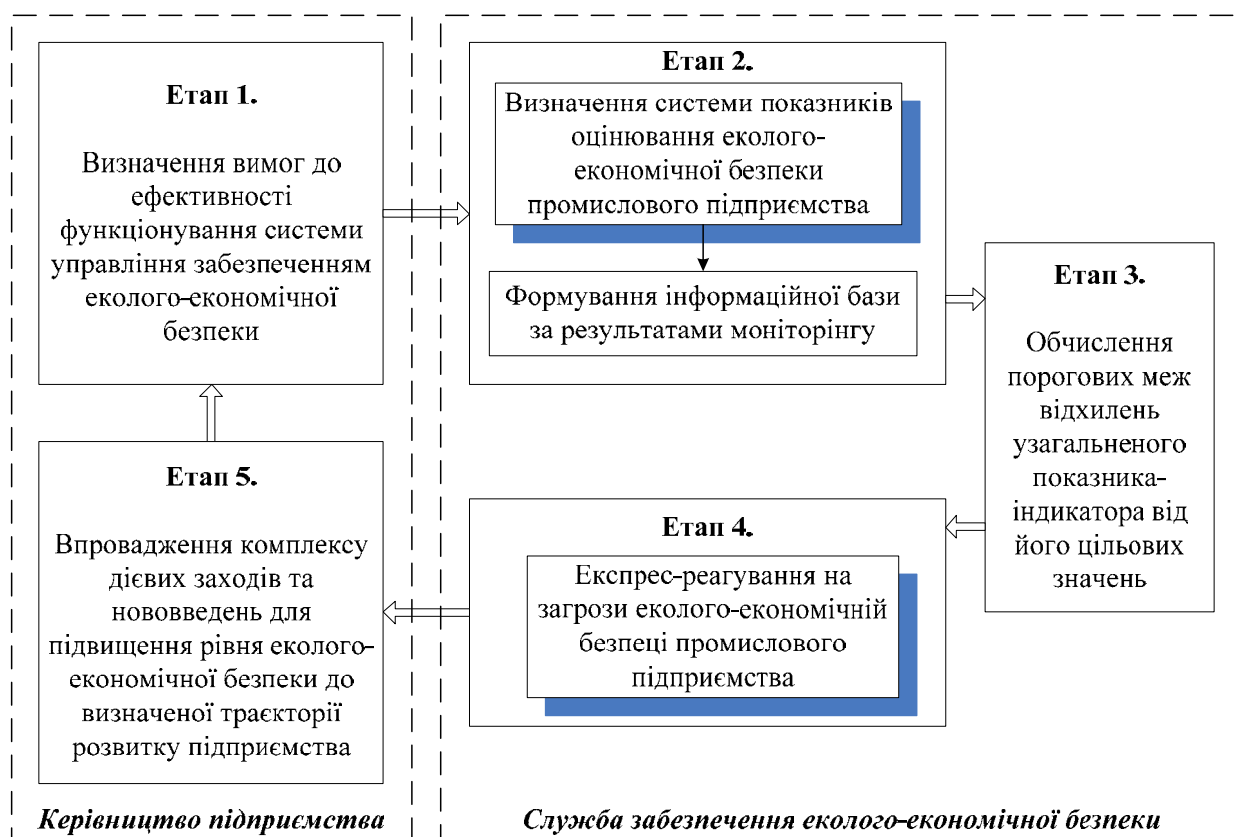 Етап 1.
Визначення вимог до
ефективності
функціонування системи
управління забезпеченням
еколого-економічної
безпеки
Етап 2.
Визначення системи показників
оцінювання еколого-
економічної безпеки
промислового підприємства
Формування інформаційної бази
за результатами моніторінгу
Етап 3.
Обчислення
порогових меж
відхилень
узагальненого
показника-
індикатора від
його цільових
значень
Етап 4.
Експрес-реагування на
загрози еколого-економічній
безпеці промислового
підприємства
Етап 5.
Впровадження комплексу
дієвих заходів та
нововведень для
підвищення рівня еколого-
економічної безпеки до
визначеної траєкторії
розвитку підприємства
Керівництво підприємства
Служба забезпечення еколого-економічної безпеки